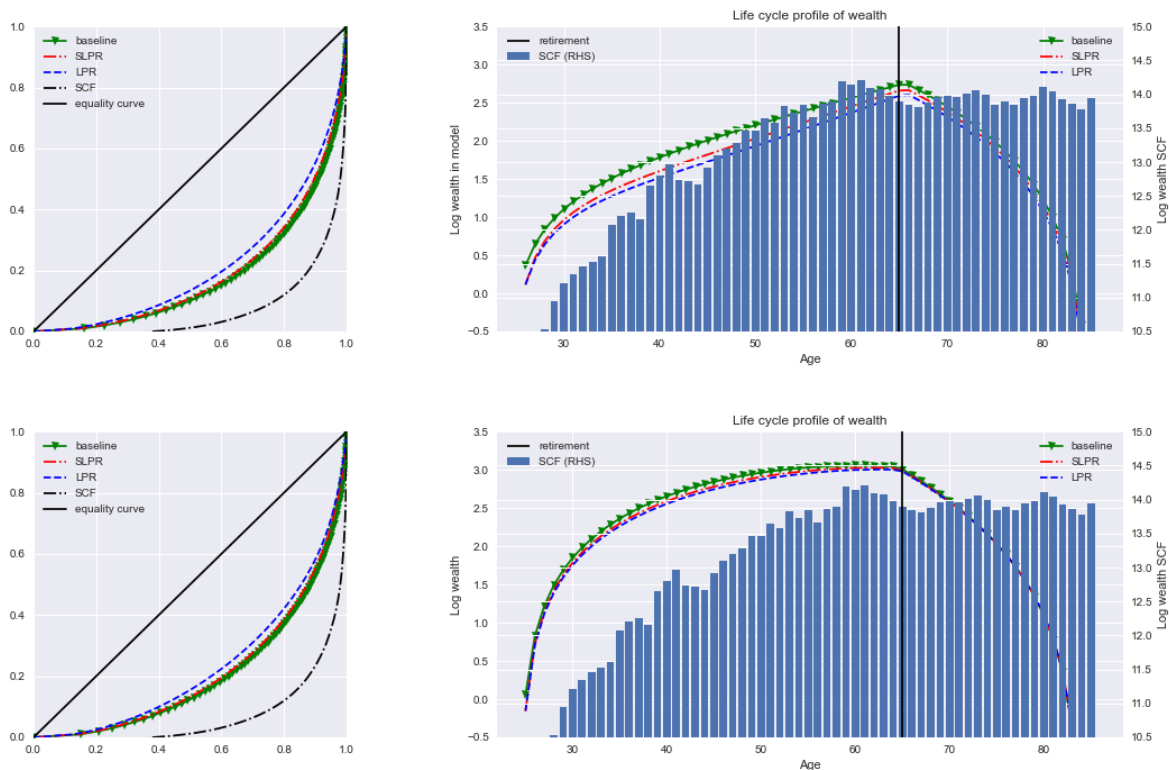 1.0
0.8
0.6
0.4
0.2
0.0
0.0 0.2 0.4 0.6 0.8 1.0
baseline
SLPR
LPR
SCF
equality curve
Life cycle profile of wealth
3.5
3.0
2.5
2.0
1.5
1.0
0.5
0.0
−0.5
Log wealth in model
retirement
SCF (RHS)
baseline
SLPR
LPR
15.0
14.5
14.0
13.5
13.0
12.5
12.0
11.5
11.0
10.5
Log wealth SCF
30 40 50 60 70 80
Age
1.0
0.8
0.6
0.4
0.2
0.0
0.0 0.2 0.4 0.6 0.8 1.0
baseline
SLPR
LPR
SCF
equality curve
Life cycle profile of wealth
3.5
3.0
2.5
2.0
1.5
1.0
0.5
0.0
−0.5
Log wealth
retirement
SCF (RHS)
baseline
SLPR
LPR
15.0
14.5
14.0
13.5
13.0
12.5
12.0
11.5
11.0
10.5
Log wealth SCF
30 40 50 60 70 80
Age